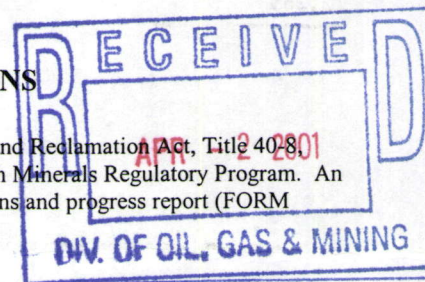 RECEIVED
NS
nd Reclamation Act, Title 40-8,
APR - 2 2001
n Minerals Regulatory Program. An
ns and progress report (FORM
DIV. OF OIL, GAS & MINING